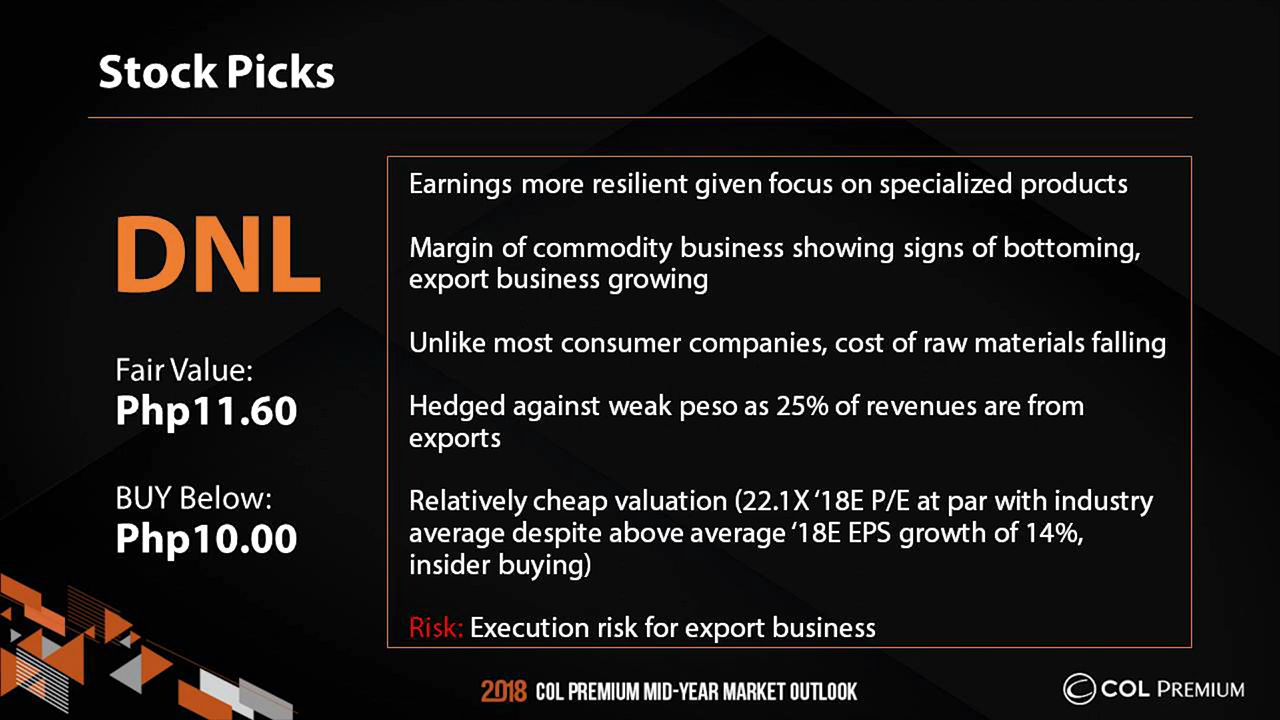 Stock Picks
DNL
Fair Value:
Php11.60
BUY Below:
Php10.00
Earnings more resilient given focus on specialized products
Margin of commodity business showing signs of bottoming,
export business growing
Unlike most consumer companies, cost of raw materials falling
Hedged against weak peso as 25% of revenues are from
exports
Relatively cheap valuation (22.1X ‘18E P/E at par with industry
average despite above average ‘18E EPS growth of 14%,
insider buying)
Risk: Execution risk for export business
2018 COL PREMIUM MID-YEAR MARKET OUTLOOK
COL PREMIUM